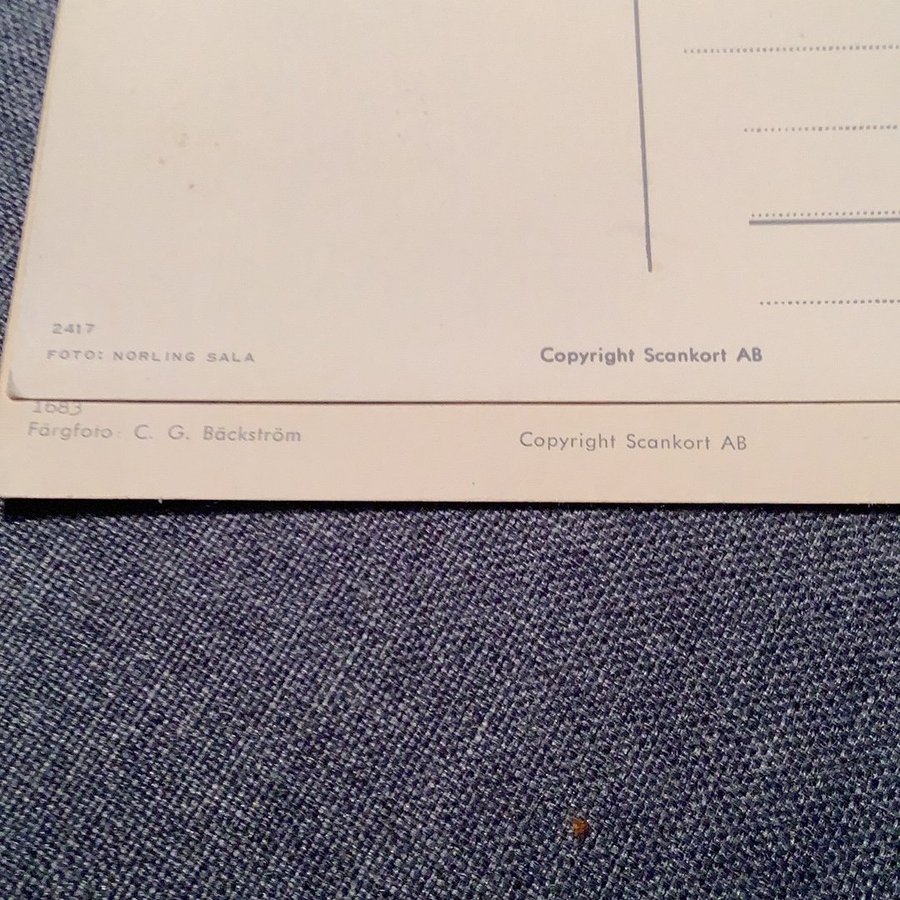 2417
FOTO: NORLING SALA
Copyright Scankort AB
1683
Färgfoto: C. G. Bäckström
Copyright Scankort AB